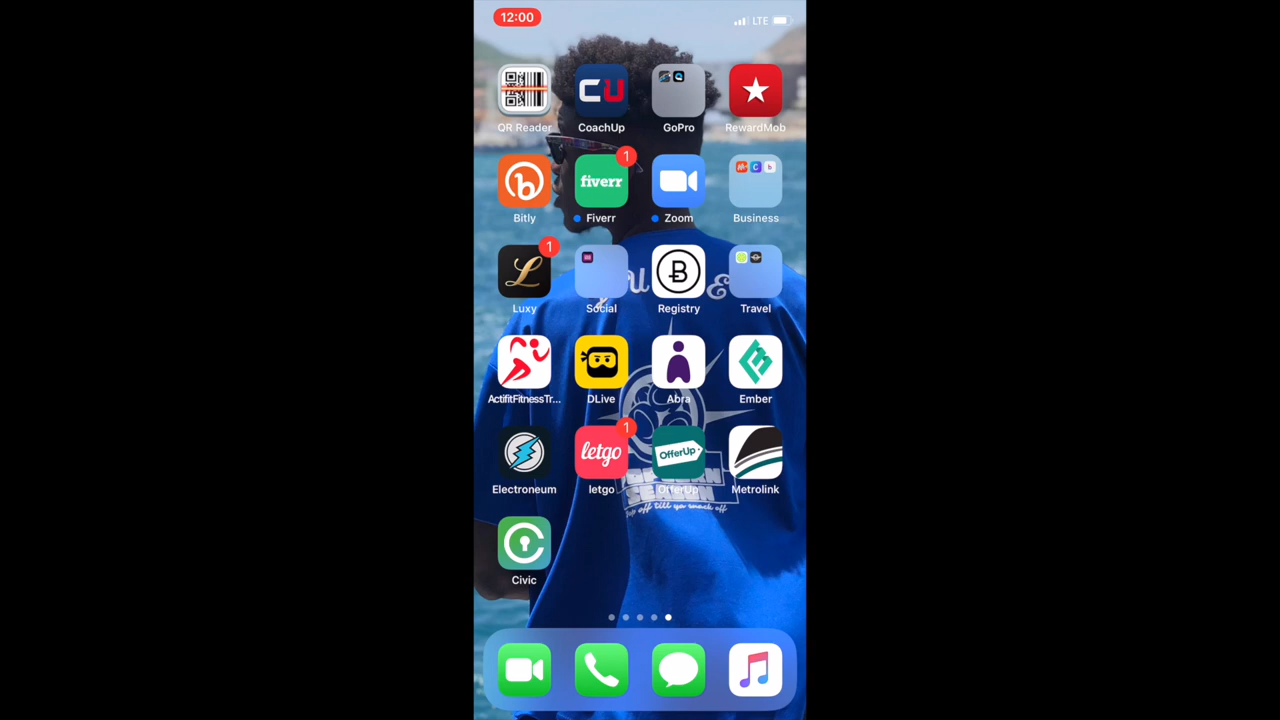 12:00
LTE
CU
QR Reader
CoachUp
GoPro
RewardMob
1
fiverr
Bitly
Fiverr
Zoom
Business
1
L
Luxy
Social
Registry
Travel
ActifitFitnessTr...
DLive
Abra
Ember
1
letgo
OfferUp
Electroneum
letgo
OfferUp
Metrolink
Civic